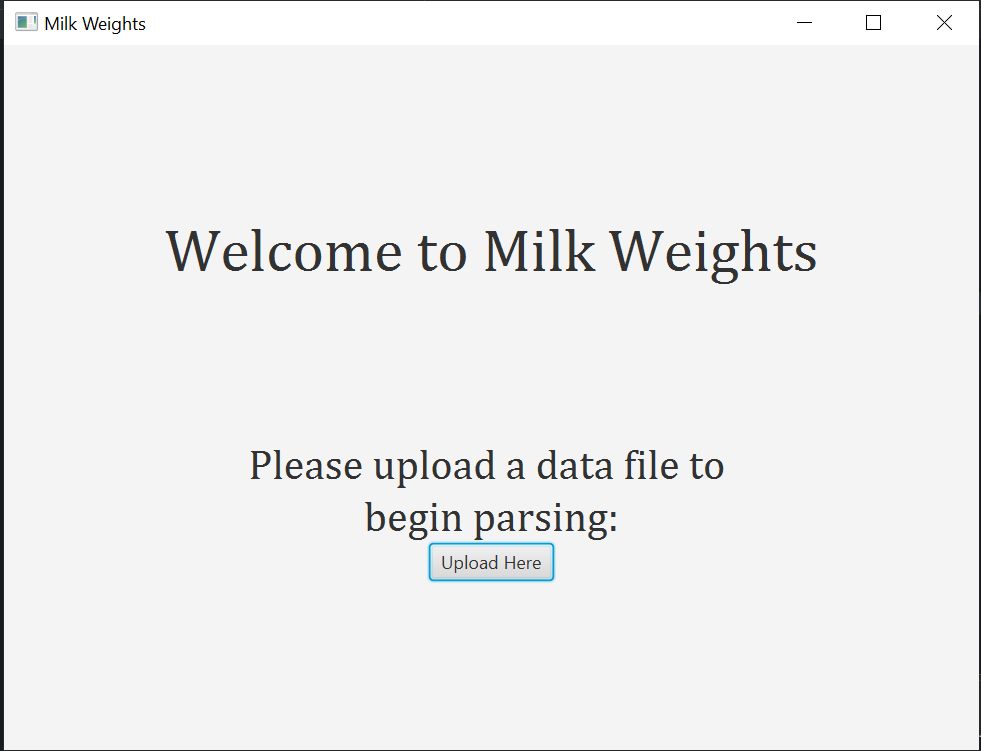 Milk Weights
Welcome to Milk Weights
Please upload a data file to
begin parsing:
Upload Here